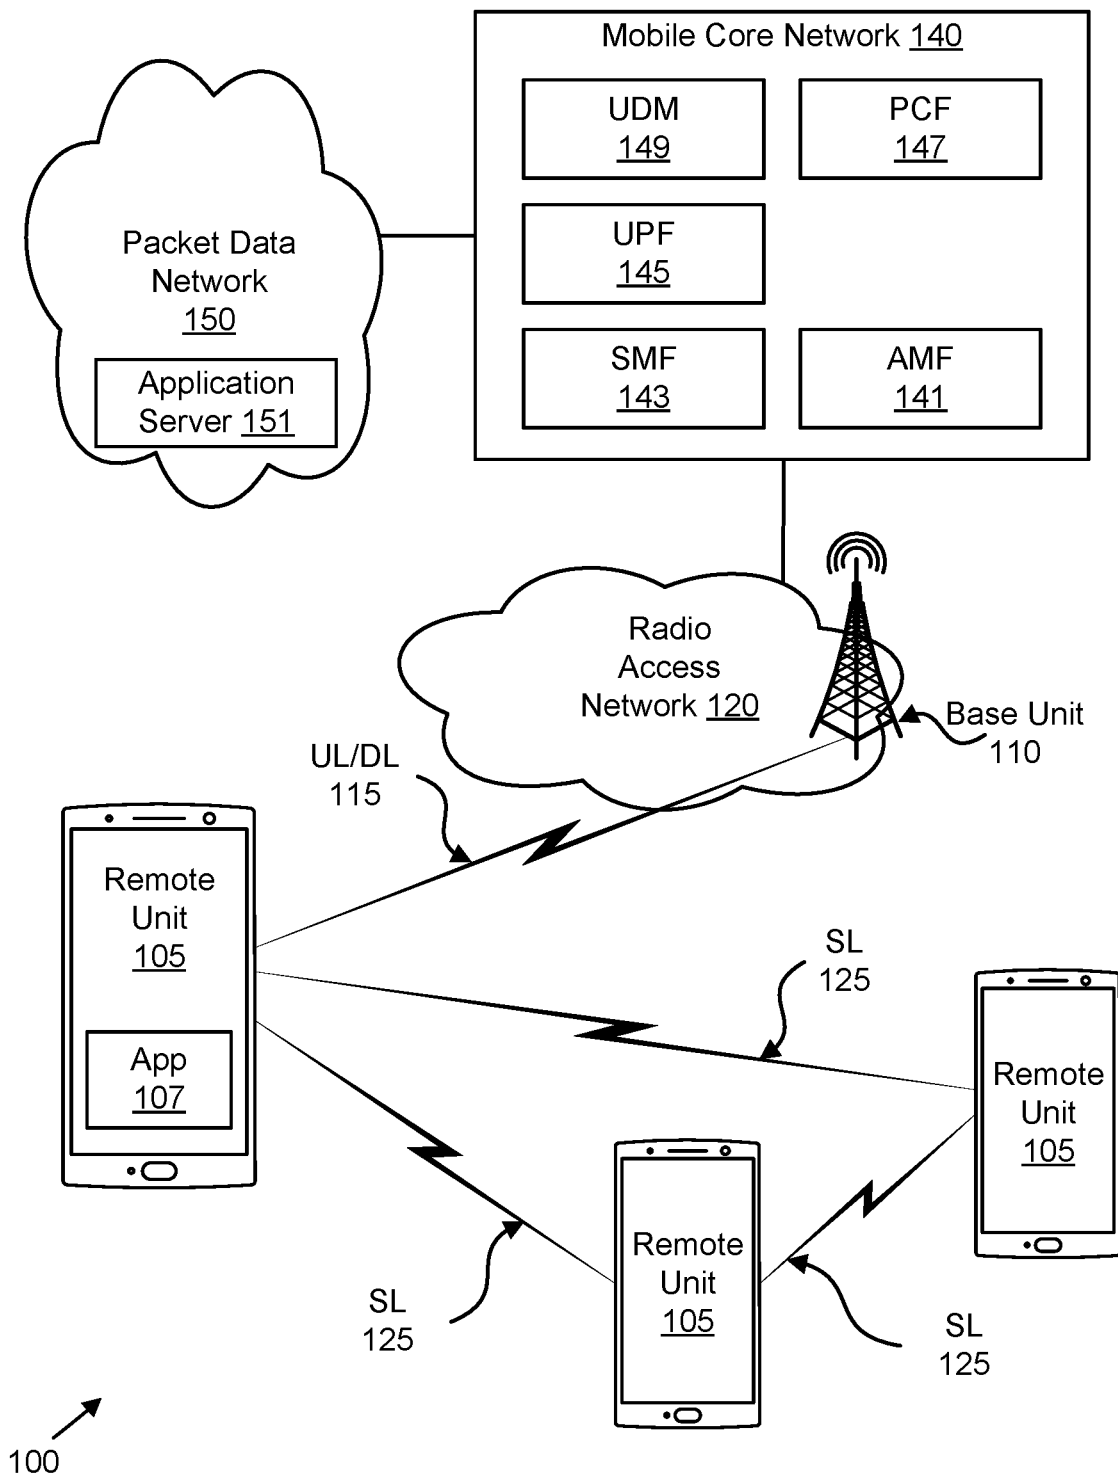 Mobile Core Network 140
UDM
149
PCF
147
UPF
145
SMF
143
AMF
141
Packet Data
Network
150
Application
Server 151
Radio
Access
Network 120
Base Unit
110
UL/DL
115
Remote
Unit
105
App
107
SL
125
Remote
Unit
105
Remote
Unit
105
SL
125
SL
125
100